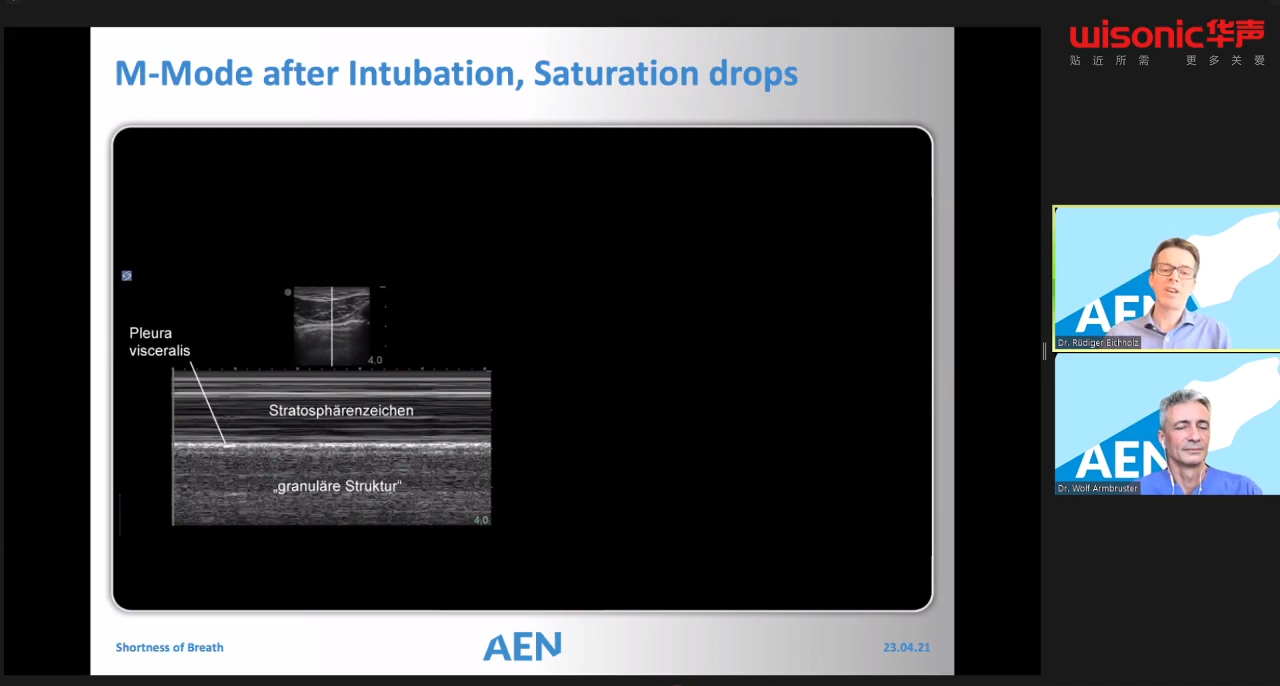 M-Mode after Intubation, Saturation drops
wisonic华声
贴近所需 更多关爱
Pleura
visceralis
4,0
Stratosphärenzeichen
„granuläre Struktur“
4,0
Shortness of Breath
AEN
23.04.21
AEN
Dr. Rüdiger Eichholz
AEN
Dr. Wolf Armbruster